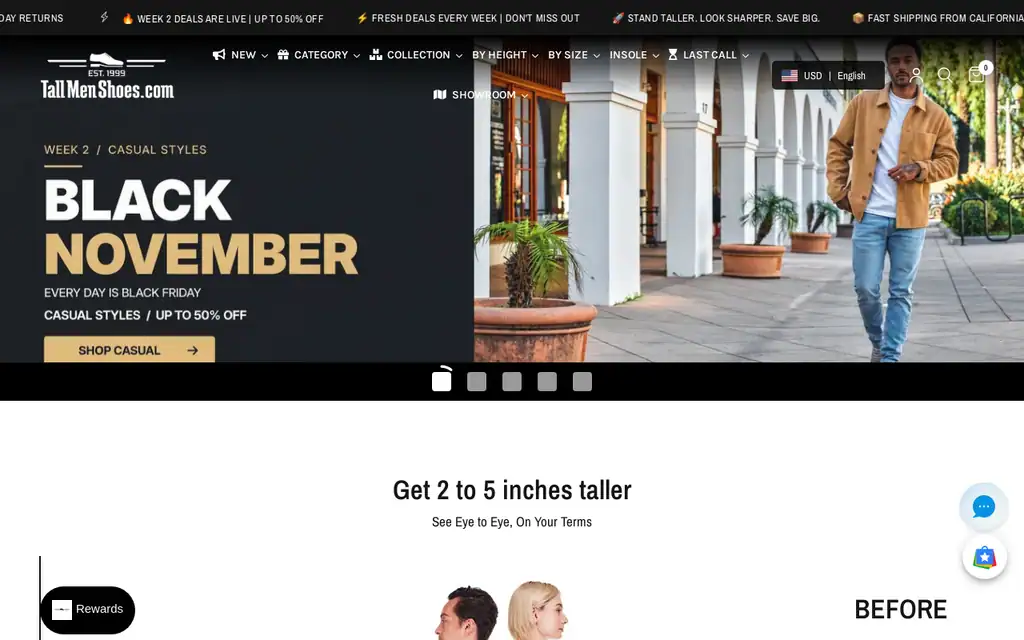 DAY RETURNS
🔥 WEEK 2 DEALS ARE LIVE | UP TO 50% OFF
⚡ FRESH DEALS EVERY WEEK | DON'T MISS OUT
🚀 STAND TALLER. LOOK SHARPER. SAVE BIG.
📦 FAST SHIPPING FROM CALIFORNIA
EST. 1999
TallMenShoes.com
NEW
CATEGORY
COLLECTION
BY HEIGHT
BY SIZE
INSOLE
LAST CALL
SHOWROOM
USD | English
0
WEEK 2 / CASUAL STYLES
BLACK
NOVEMBER
EVERY DAY IS BLACK FRIDAY
CASUAL STYLES / UP TO 50% OFF
SHOP CASUAL →
Get 2 to 5 inches taller
See Eye to Eye, On Your Terms
BEFORE
Rewards